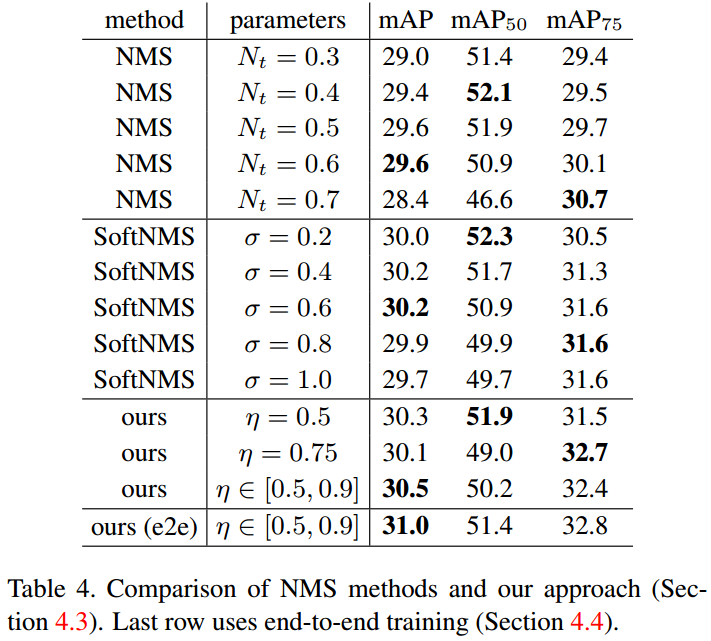 method parameters mAP mAP₅₀ mAP₇₅
NMS Nₜ = 0.3 29.0 51.4 29.4
NMS Nₜ = 0.4 29.4 52.1 29.5
NMS Nₜ = 0.5 29.6 51.9 29.7
NMS Nₜ = 0.6 29.6 50.9 30.1
NMS Nₜ = 0.7 28.4 46.6 30.7
SoftNMS σ = 0.2 30.0 52.3 30.5
SoftNMS σ = 0.4 30.2 51.7 31.3
SoftNMS σ = 0.6 30.2 50.9 31.6
SoftNMS σ = 0.8 29.9 49.9 31.6
SoftNMS σ = 1.0 29.7 49.7 31.6
ours η = 0.5 30.3 51.9 31.5
ours η = 0.75 30.1 49.0 32.7
ours η ∈ [0.5, 0.9] 30.5 50.2 32.4
ours (e2e) η ∈ [0.5, 0.9] 31.0 51.4 32.8
Table 4. Comparison of NMS methods and our approach (Sec-
tion 4.3). Last row uses end-to-end training (Section 4.4).